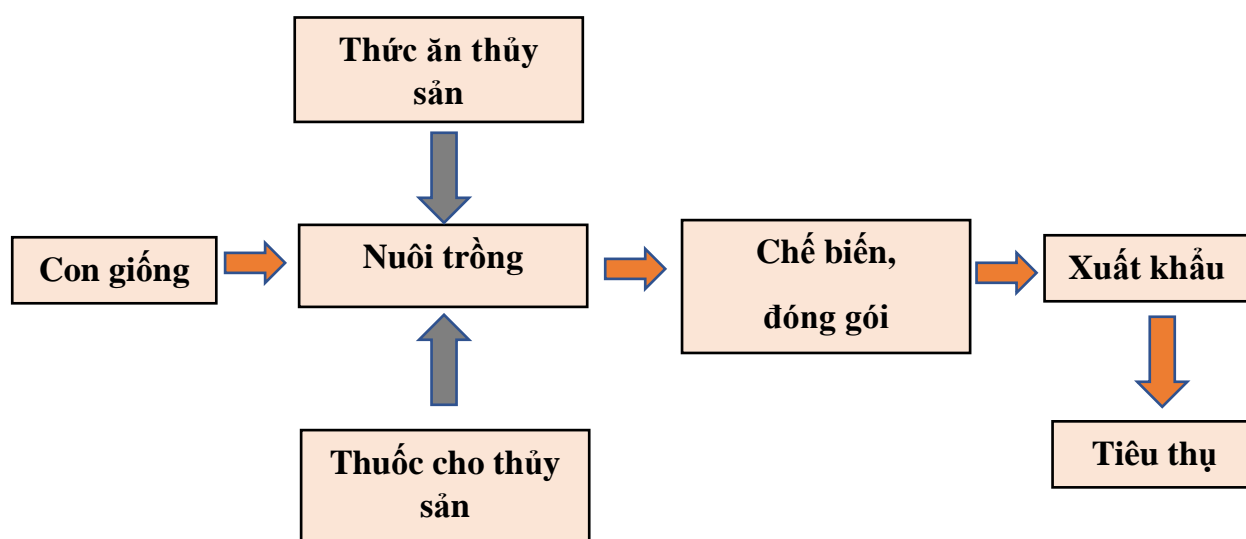 Thức ăn thủy
sản
Con giống
Nuôi trồng
Chế biến,
đóng gói
Xuất khẩu
Thuốc cho thủy
sản
Tiêu thụ